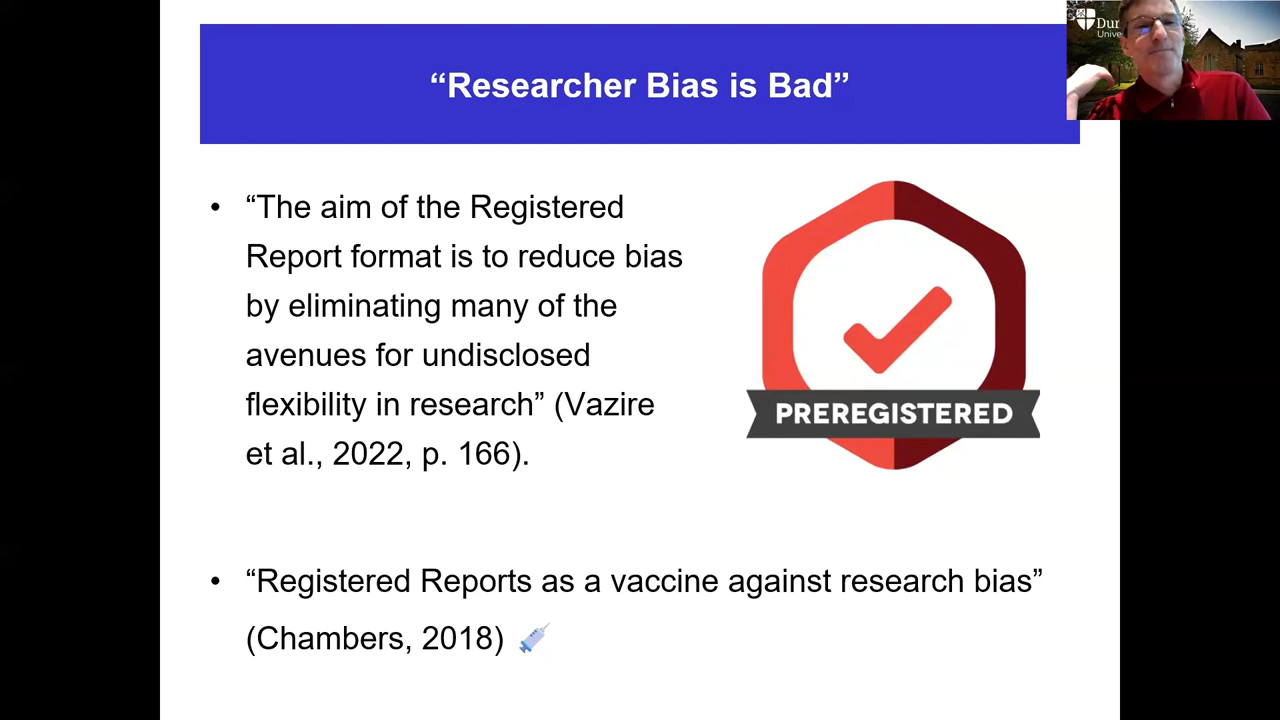 “Researcher Bias is Bad”
• “The aim of the Registered
Report format is to reduce bias
by eliminating many of the
avenues for undisclosed
flexibility in research” (Vazire
et al., 2022, p. 166).
PREREGISTERED
• “Registered Reports as a vaccine against research bias”
(Chambers, 2018)
Dur
Unive